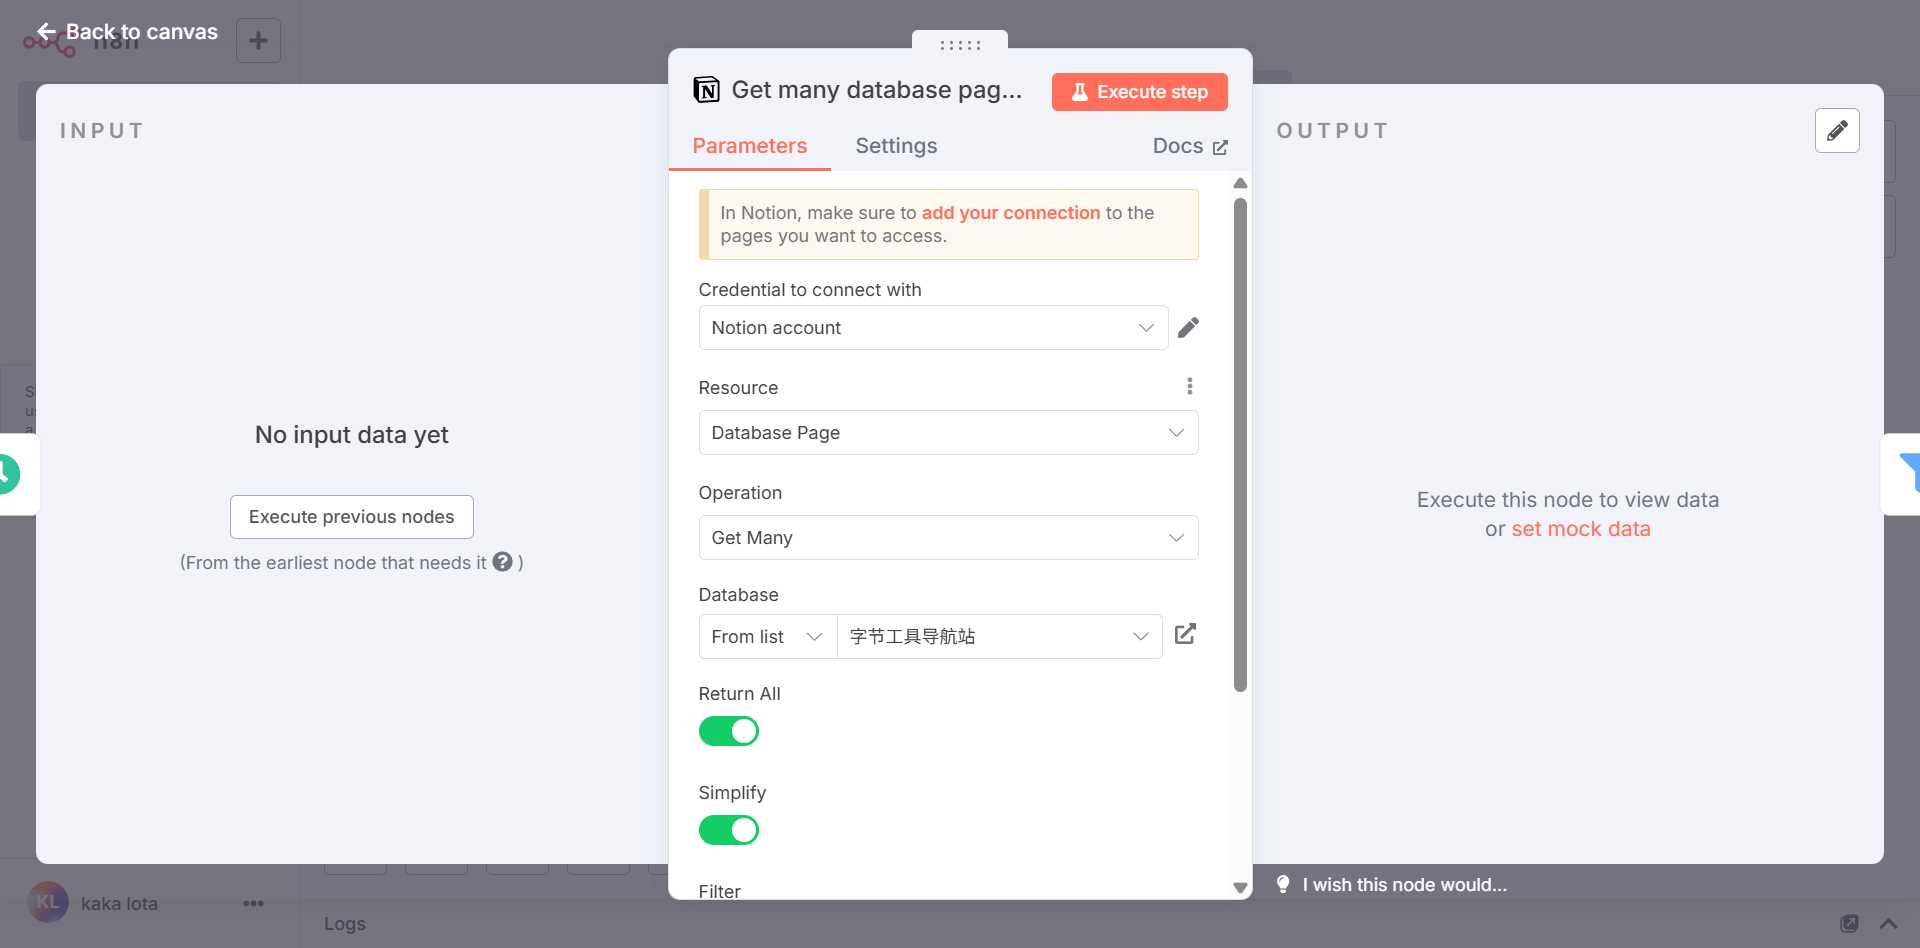 Back to canvas
n8n
INPUT
No input data yet
Execute previous nodes
(From the earliest node that needs it ? )
Get many database pag...
Execute step
Parameters
Settings
Docs
In Notion, make sure to add your connection to the
pages you want to access.
Credential to connect with
Notion account
Resource
Database Page
Operation
Get Many
Database
From list
字节工具导航站
Return All
Simplify
Filter
OUTPUT
Execute this node to view data
or set mock data
I wish this node would...
KL
kaka lota
Logs